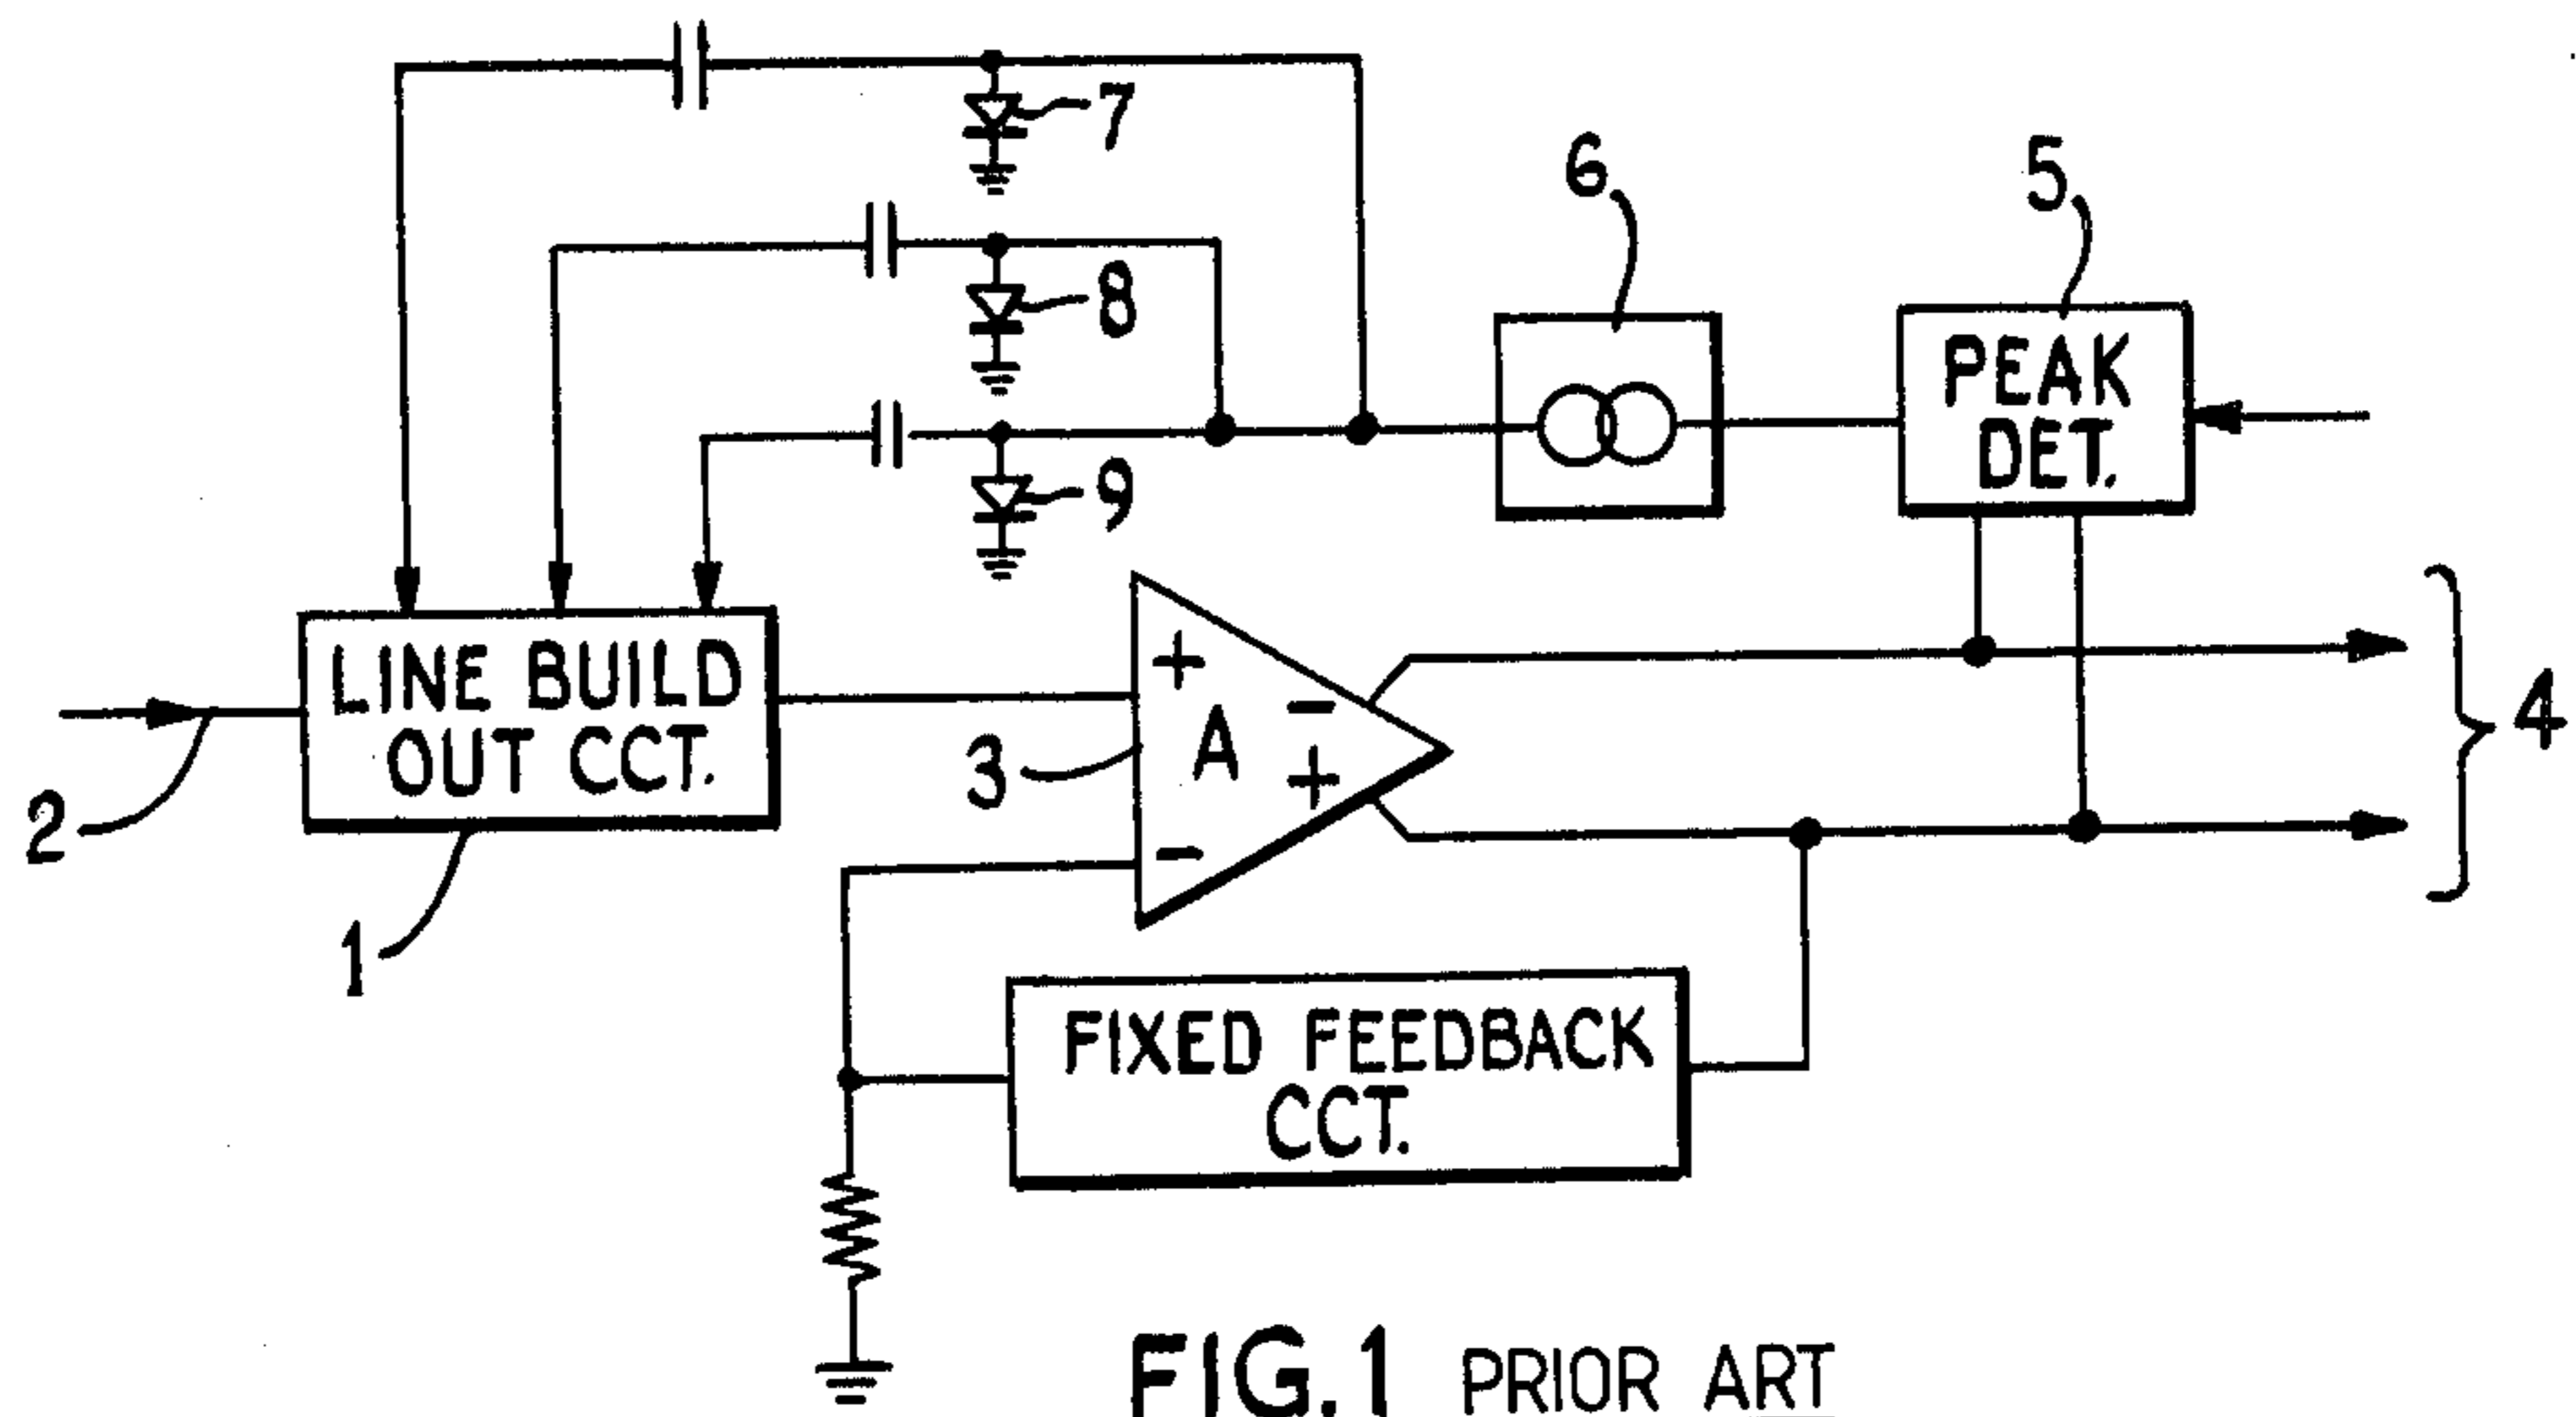 7
6
5
8
PEAK
DET.
9
LINE BUILD
OUT CCT.
+
A
-
+
-
3
4
2
1
FIXED FEEDBACK
CCT.
FIG.1 PRIOR ART